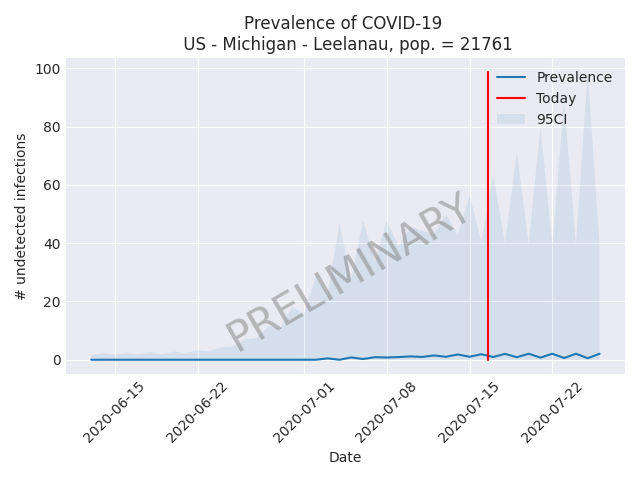 Prevalence of COVID-19
US - Michigan - Leelanau, pop. = 21761
# undetected infections
100
80
60
40
20
0
Prevalence
Today
95CI
PRELIMINARY
2020-06-15
2020-06-22
2020-07-01
2020-07-08
2020-07-15
2020-07-22
Date